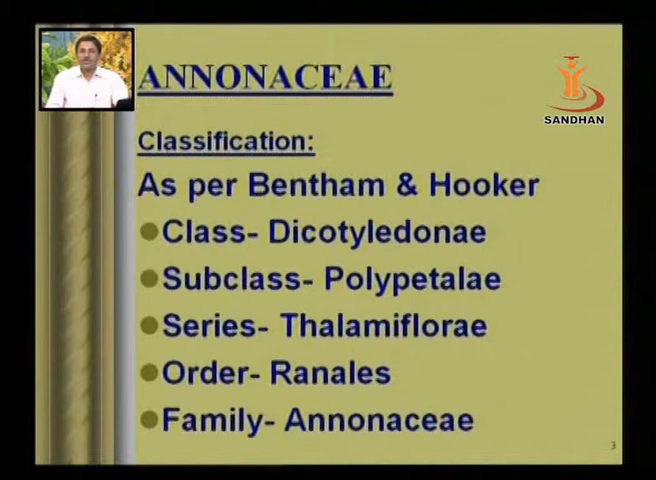 ANNONACEAE
SANDHAN
Classification:
As per Bentham & Hooker
Class- Dicotyledonae
Subclass- Polypetalae
Series- Thalamiflorae
Order- Ranales
Family- Annonaceae
3